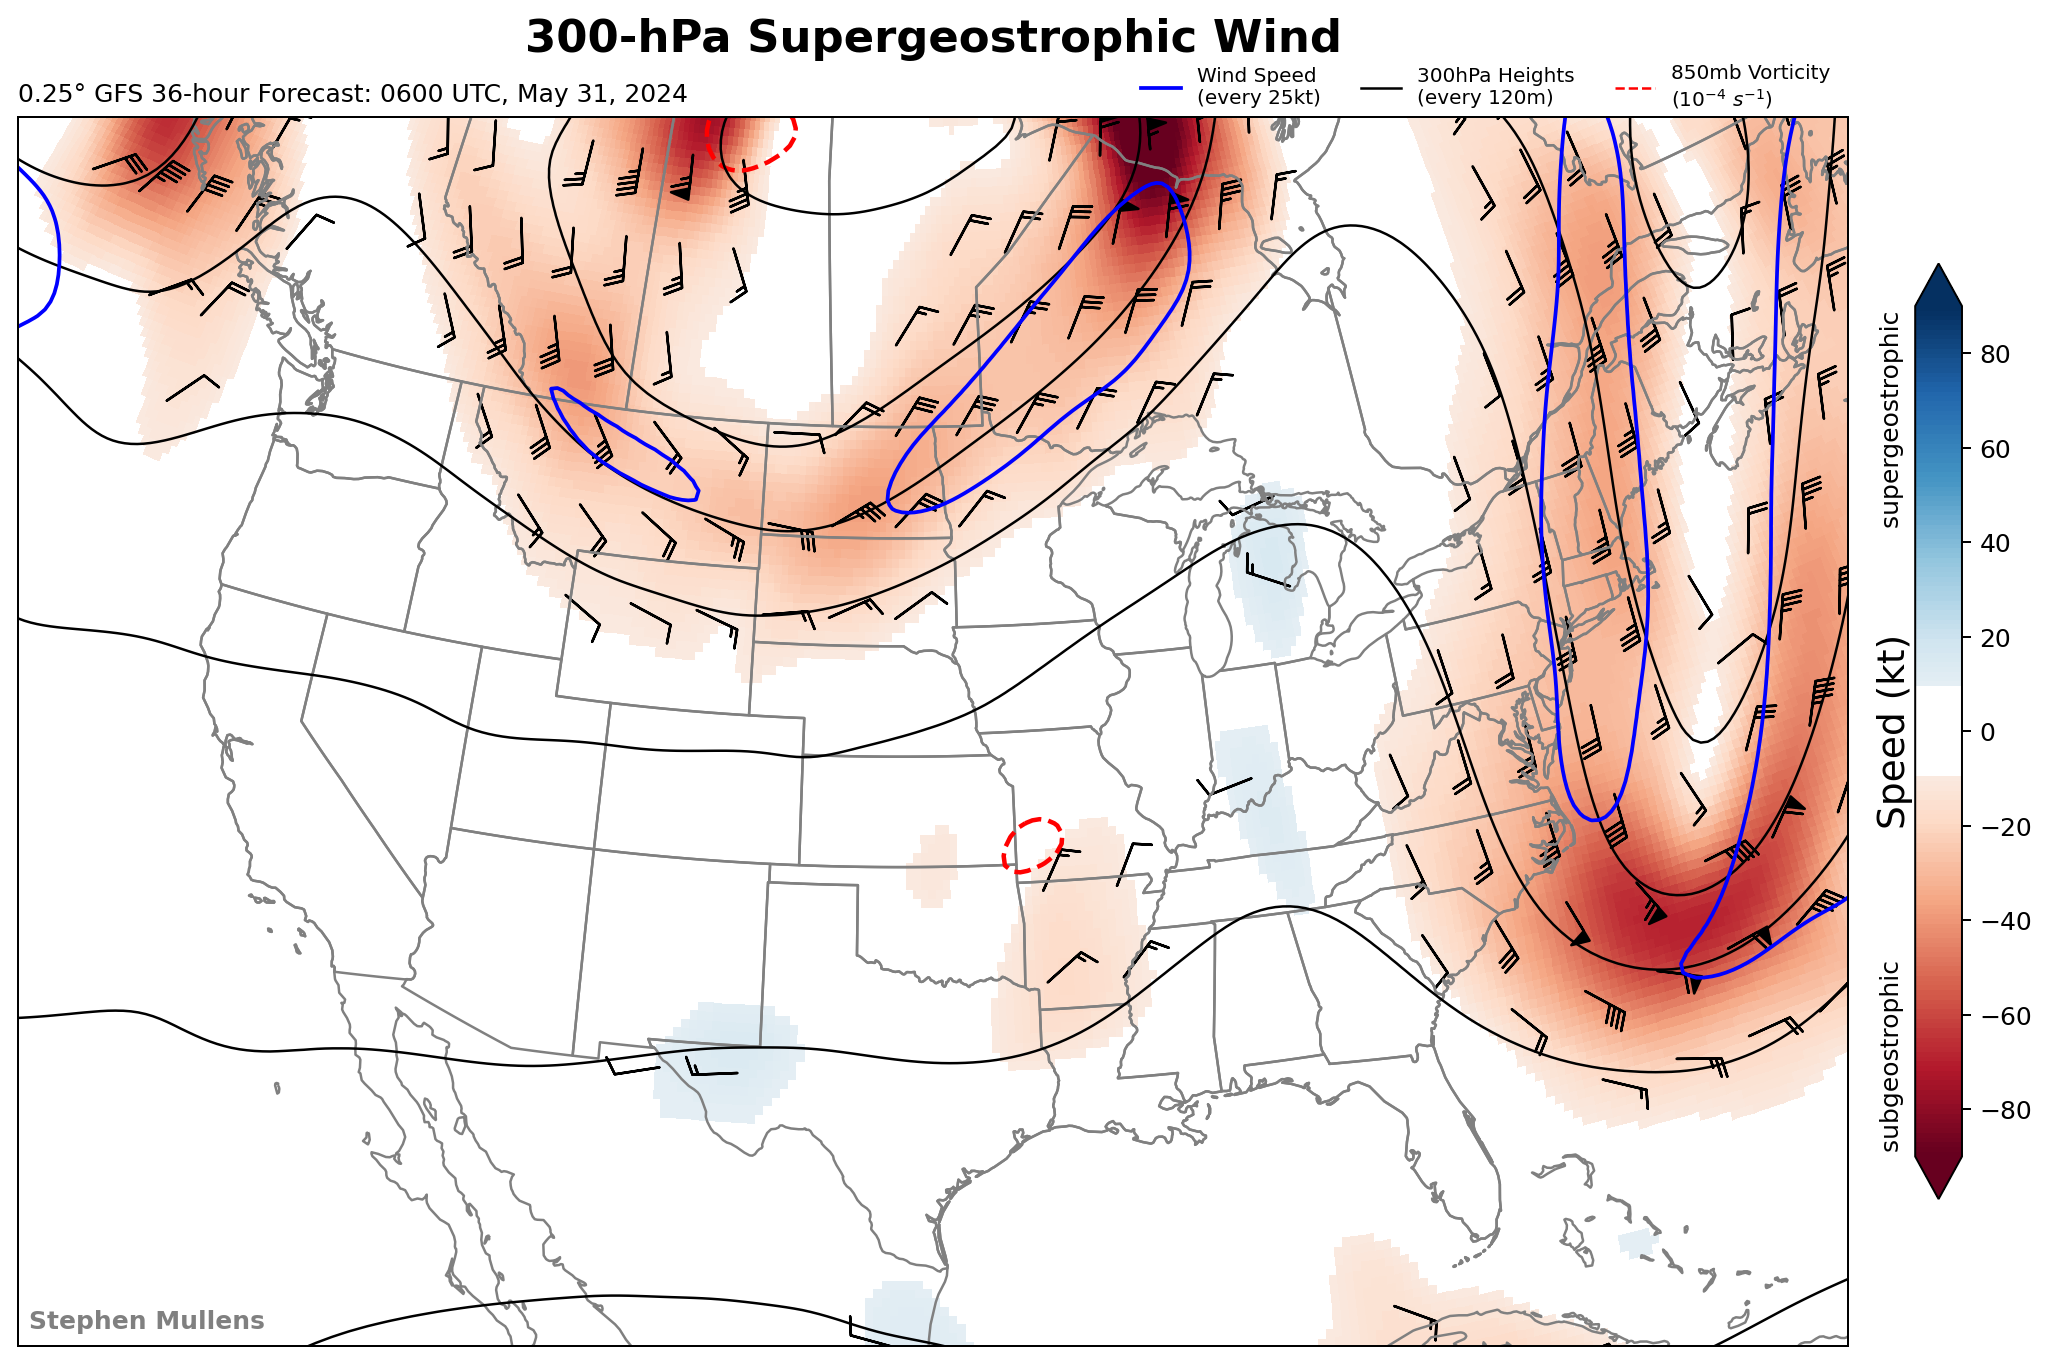 300-hPa Supergeostrophic Wind
0.25° GFS 36-hour Forecast: 0600 UTC, May 31, 2024
Wind Speed
(every 25kt)
300hPa Heights
(every 120m)
850mb Vorticity
(10⁻⁴ s⁻¹)
supergeostrophic
Speed (kt)
subgeostrophic
80
60
40
20
0
−20
−40
−60
−80
Stephen Mullens